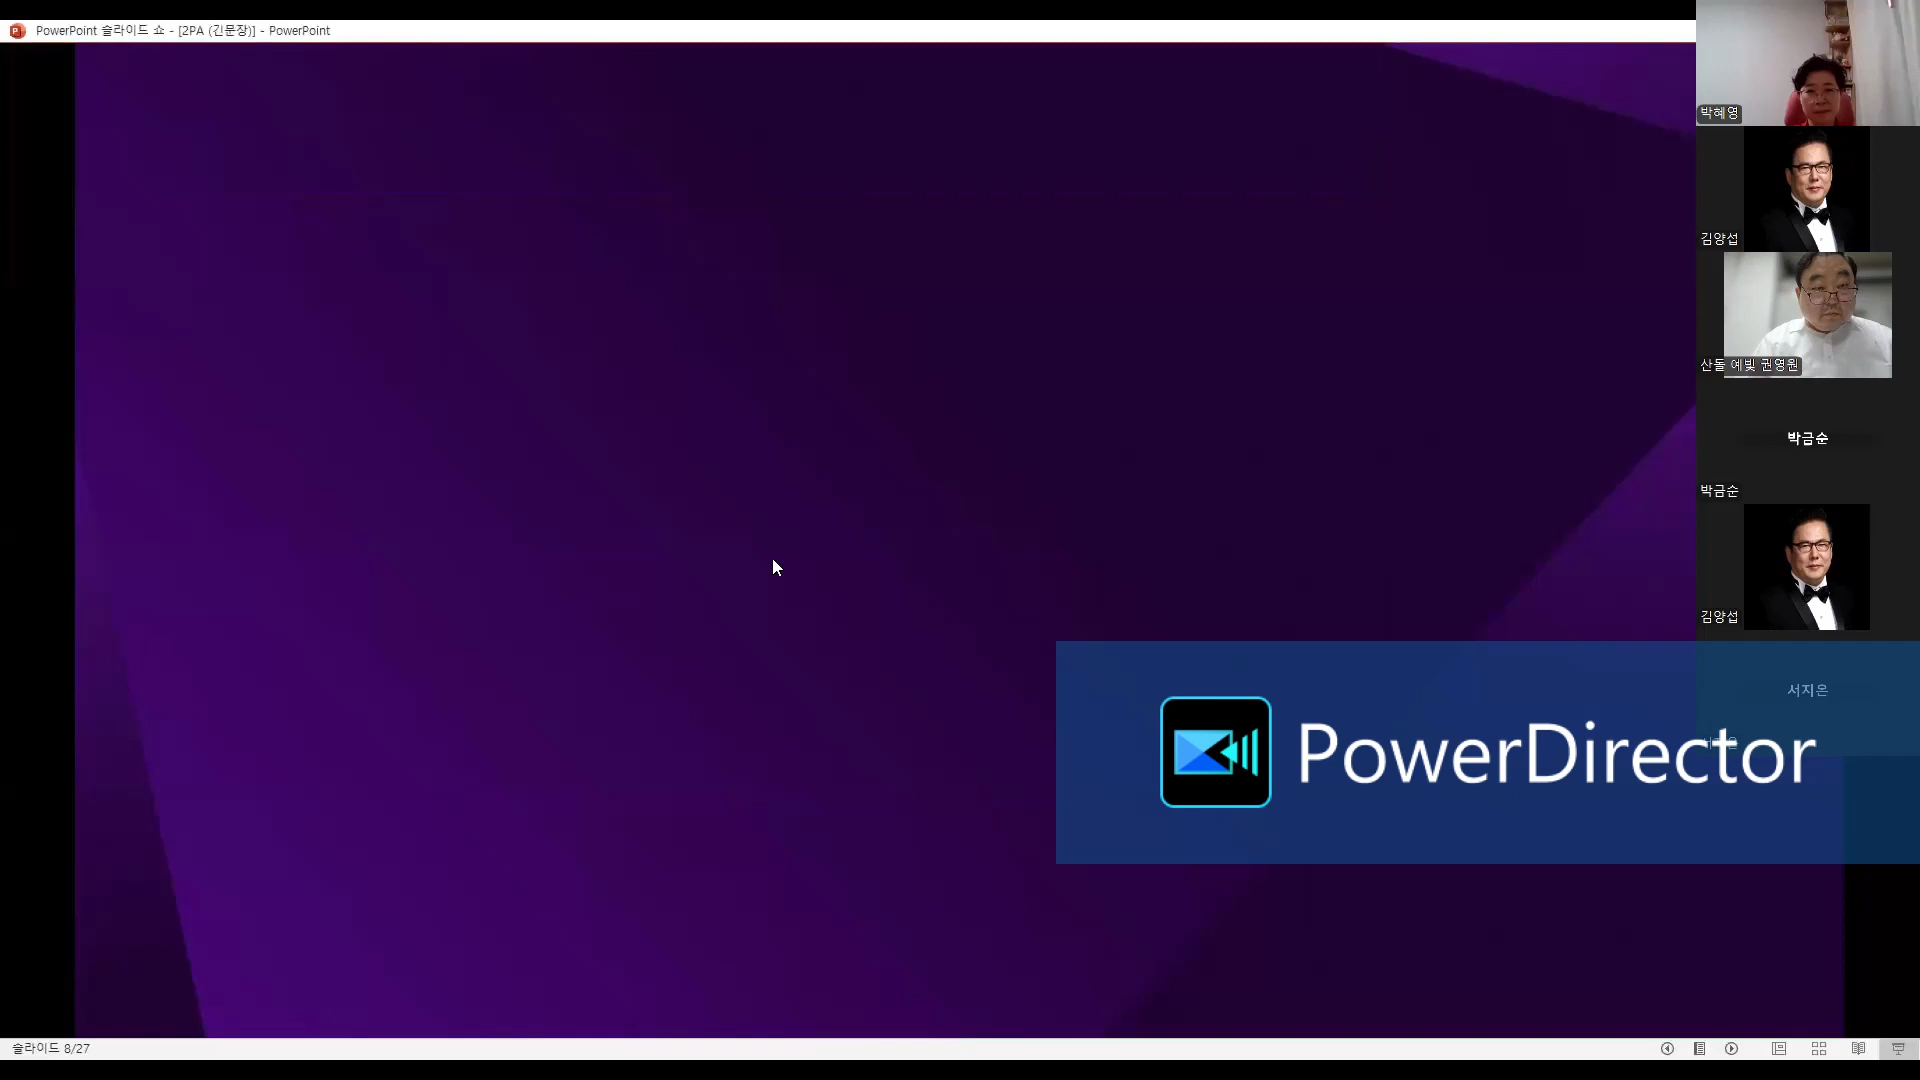 PowerPoint 슬라이드 쇼 - [2PA (긴문장)] - PowerPoint
박혜영
김양섭
산돌 예빛 권영원
박금순
박금순
김양섭
서지은
PowerDirector
슬라이드 8/27